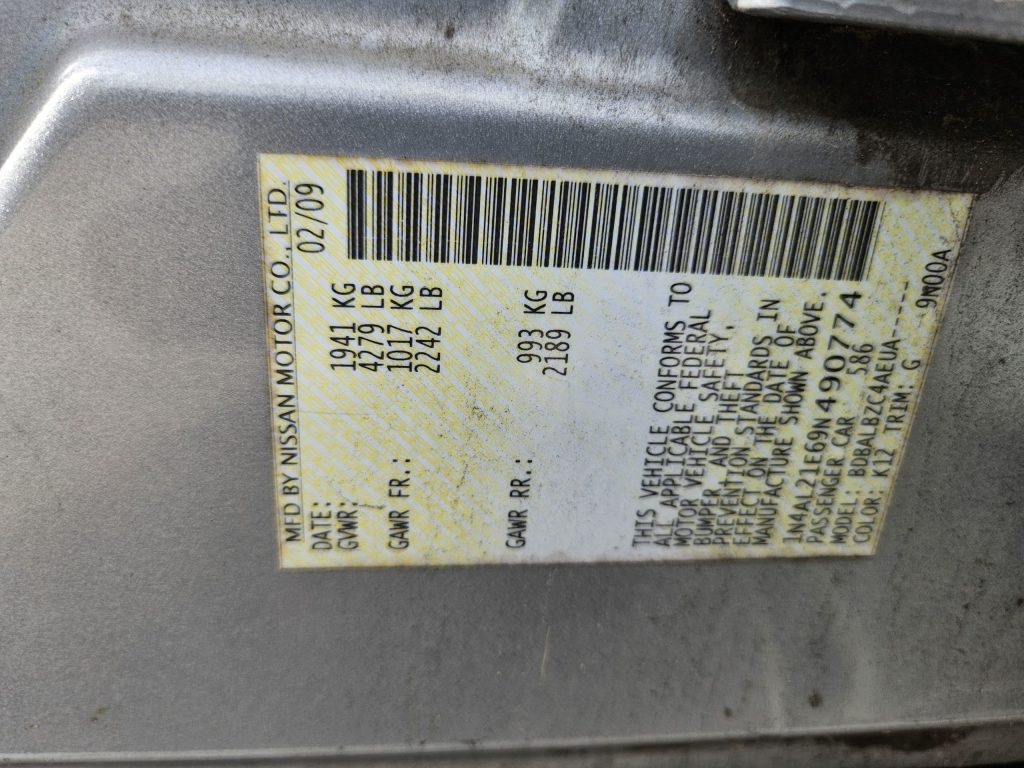 MFD BY NISSAN MOTOR CO., LTD.
DATE: 02/09
GVWR: 1941 KG
4279 LB
GAWR FR.: 1017 KG
2242 LB
GAWR RR.: 993 KG
2189 LB
THIS VEHICLE CONFORMS TO
ALL APPLICABLE FEDERAL
MOTOR VEHICLE SAFETY,
BUMPER, AND THEFT
PREVENTION STANDARDS IN
EFFECT ON THE DATE OF
MANUFACTURE SHOWN ABOVE.
1N4AL21E69N490774
PASSENGER CAR 586
MODEL: BDBALBZC4AEUA-----
COLOR: K12 TRIM: G 9W00A